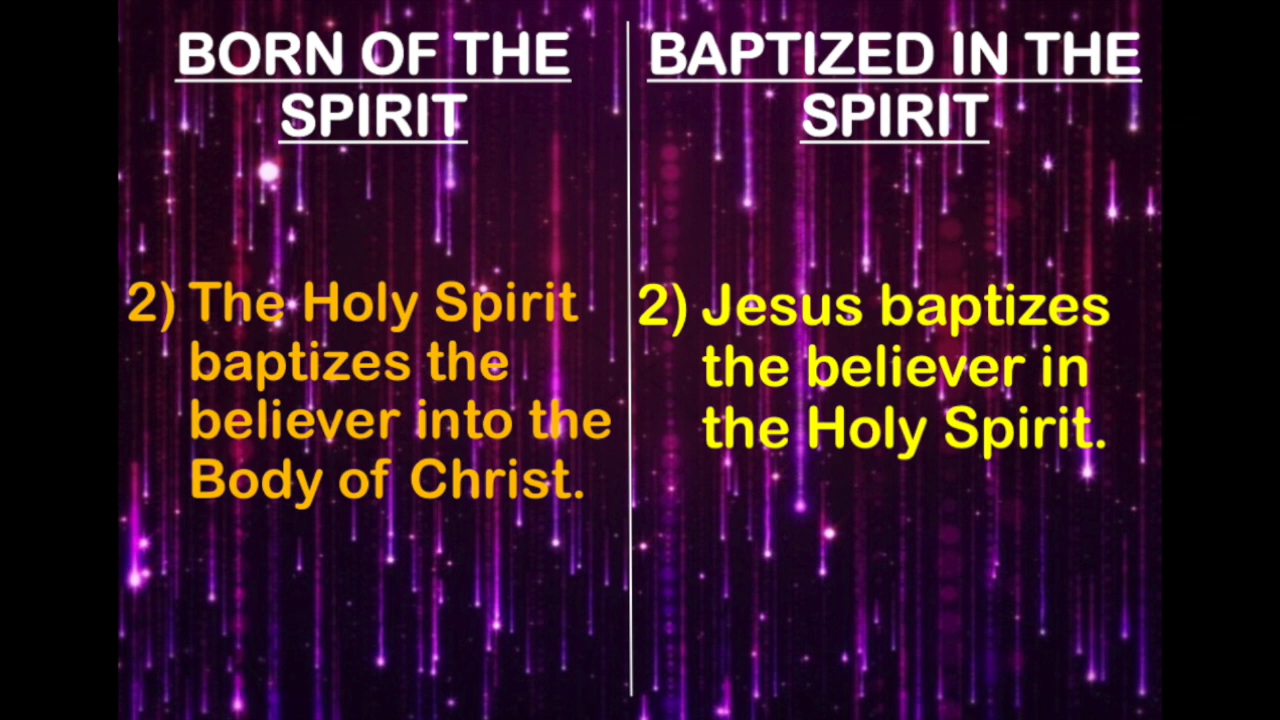 BORN OF THE
SPIRIT
2) The Holy Spirit
baptizes the
believer into the
Body of Christ.
BAPTIZED IN THE
SPIRIT
2) Jesus baptizes
the believer in
the Holy Spirit.